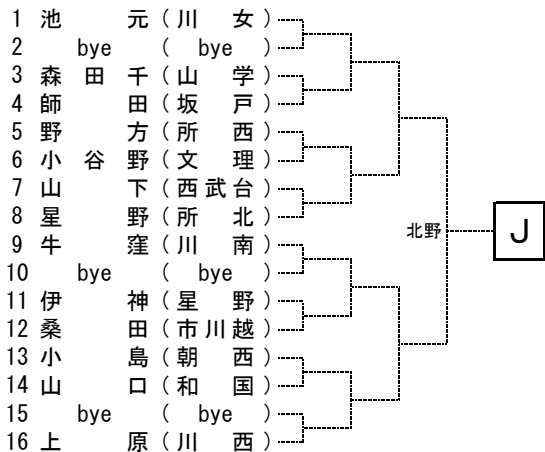 1 池 元 ( 川 女 )
2 bye ( bye )
3 森 田 千 ( 山 学 )
4 師 田 ( 坂 戸 )
5 野 方 ( 所 西 )
6 小 谷 野 ( 文 理 )
7 山 下 ( 西 武 台 )
8 星 野 ( 所 北 )
9 牛 窪 ( 川 南 )
10 bye ( bye )
11 伊 神 ( 星 野 )
12 桑 田 ( 市 川 越 )
13 小 島 ( 朝 西 )
14 山 口 ( 和 国 )
15 bye ( bye )
16 上 原 ( 川 西 )
北野
J